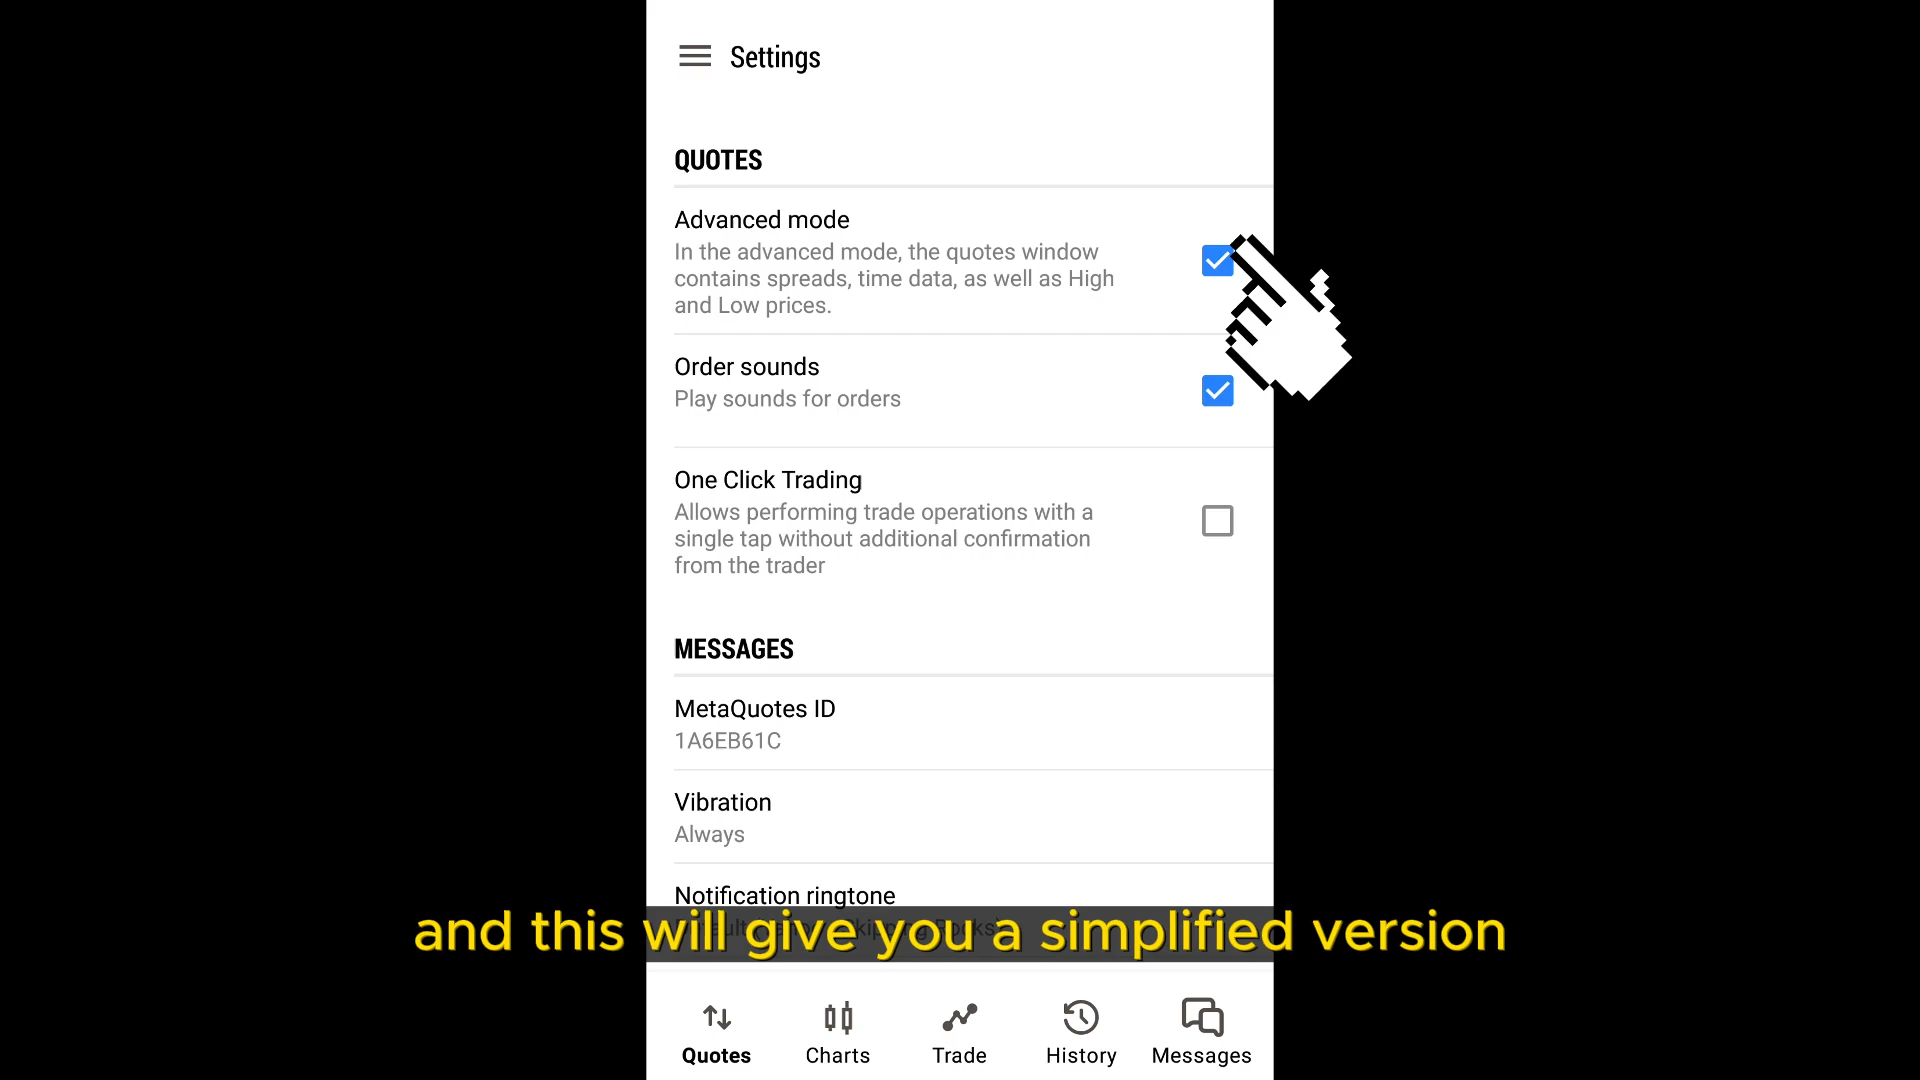 Settings
QUOTES
Advanced mode
In the advanced mode, the quotes window
contains spreads, time data, as well as High
and Low prices.
Order sounds
Play sounds for orders
One Click Trading
Allows performing trade operations with a
single tap without additional confirmation
from the trader
MESSAGES
MetaQuotes ID
1A6EB61C
Vibration
Always
Notification ringtone
and this will give you a simplified version
Quotes
Charts
Trade
History
Messages